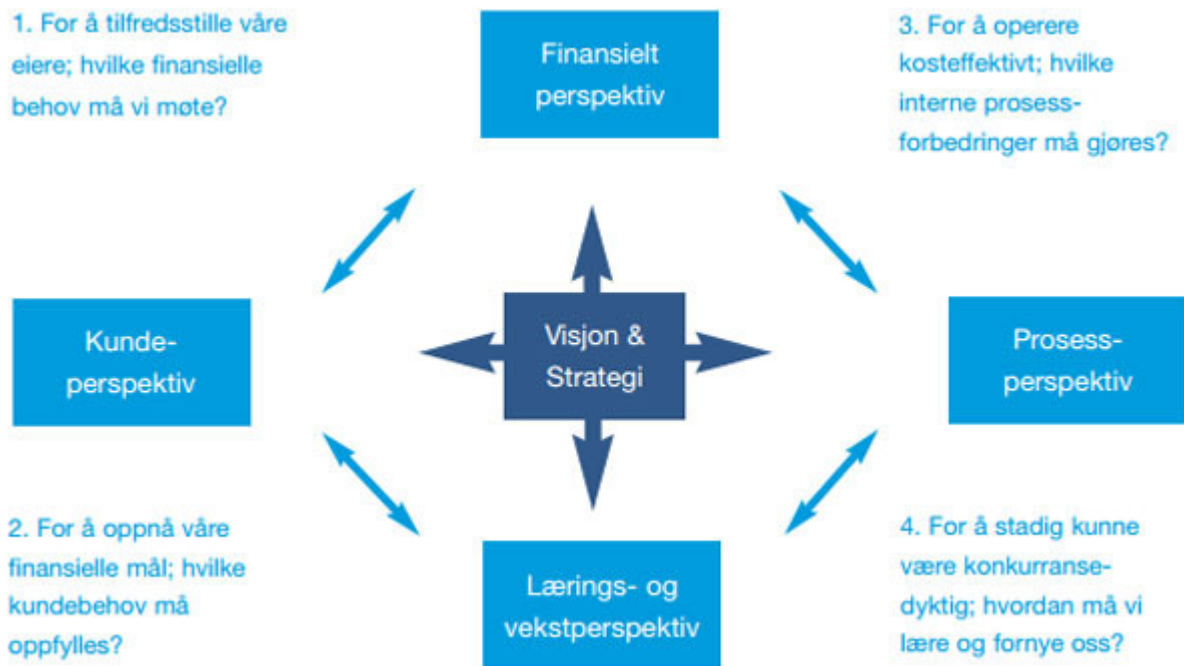 1. For å tilfredsstille våre
eiere; hvilke finansielle
behov må vi møte?
Finansielt
perspektiv
3. For å operere
kosteffektivt; hvilke
interne prosess-
forbedringer må gjøres?
Kunde-
perspektiv
Visjon &
Strategi
Prosess-
perspektiv
2. For å oppnå våre
finansielle mål; hvilke
kundebehov må
oppfylles?
Lærings- og
vekstperspektiv
4. For å stadig kunne
være konkurranse-
dyktig; hvordan må vi
lære og fornye oss?